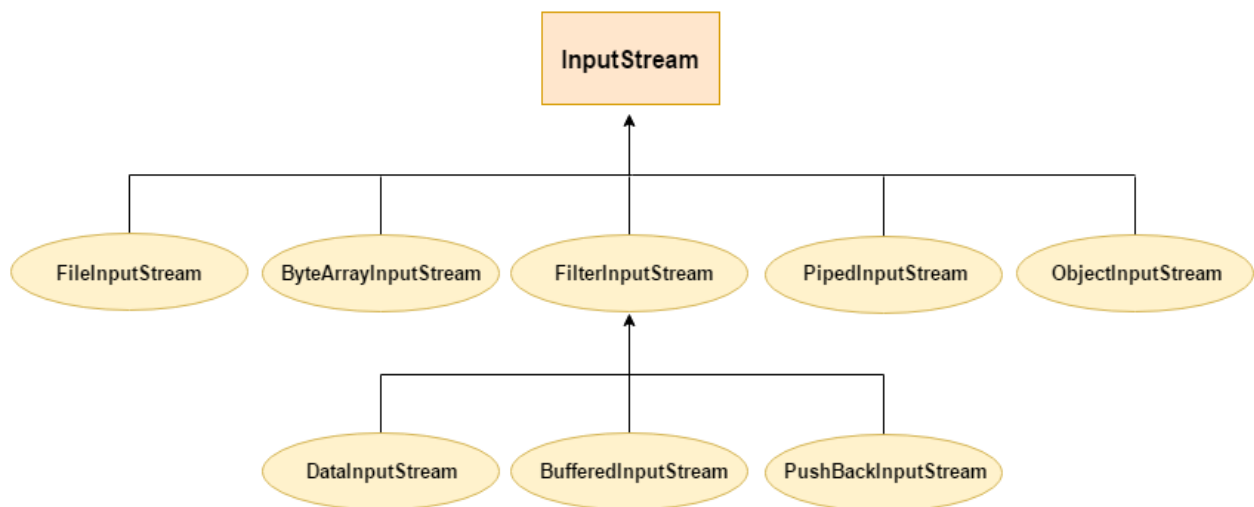 InputStream
FileInputStream
ByteArrayInputStream
FilterInputStream
PipedInputStream
ObjectInputStream
DataInputStream
BufferedInputStream
PushBackInputStream